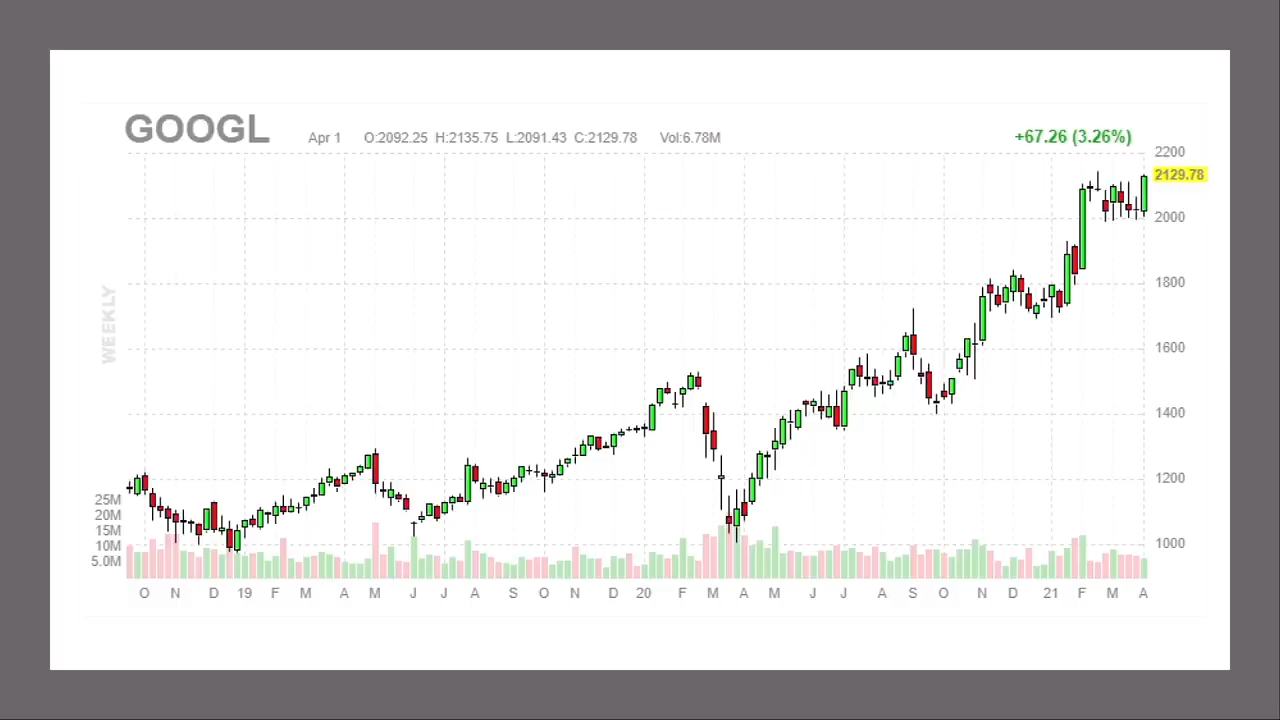 GOOGL Apr 1 O:2092.25 H:2135.75 L:2091.43 C:2129.78 Vol:6.78M +67.26 (3.26%)
2200
2129.78
2000
1800
WEEKLY
1600
1400
1200
25M
20M
15M
1000
10M
5.0M
O N D 19 F M A M J J A S O N D 20 F M A M J J A S O N D 21 F M A